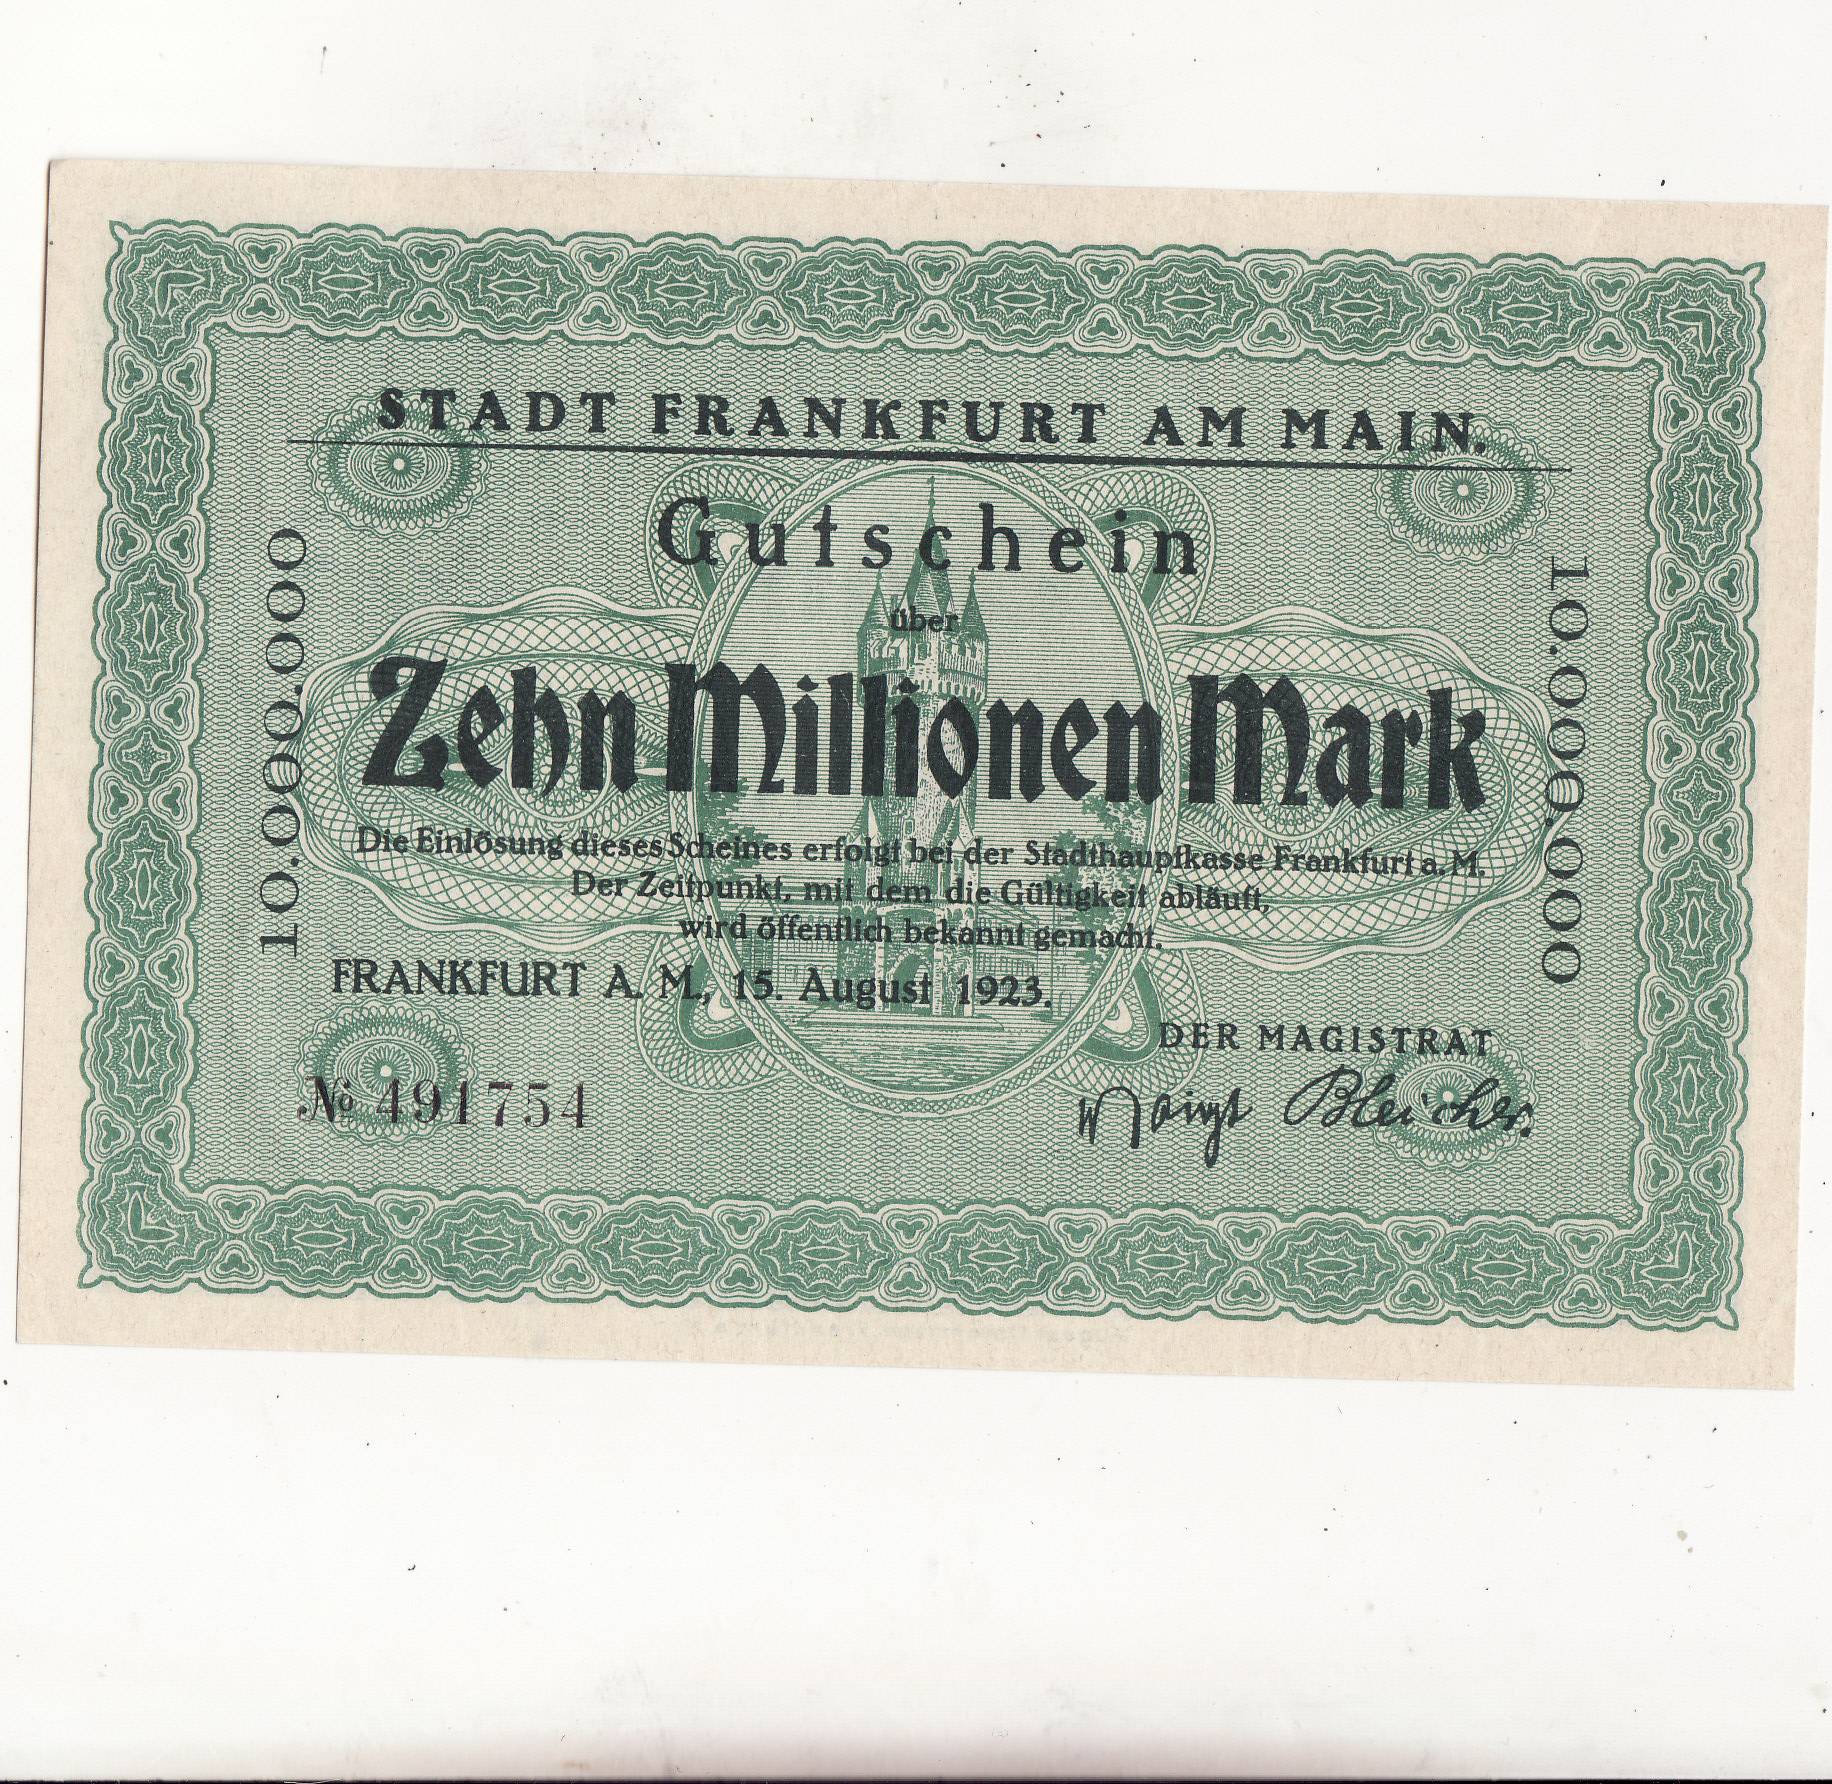 STADT FRANKFURT AM MAIN.
Gutschein
über
Zehn Millionen Mark
10.000.000
10.000.000
Die Einlösung dieses Scheines erfolgt bei der Stadthauptkasse Frankfurt a. M.
Der Zeitpunkt, mit dem die Gültigkeit abläuft,
wird öffentlich bekannt gemacht.
FRANKFURT A. M., 15. August 1923.
DER MAGISTRAT
No 491754
Voigt Bleicher.